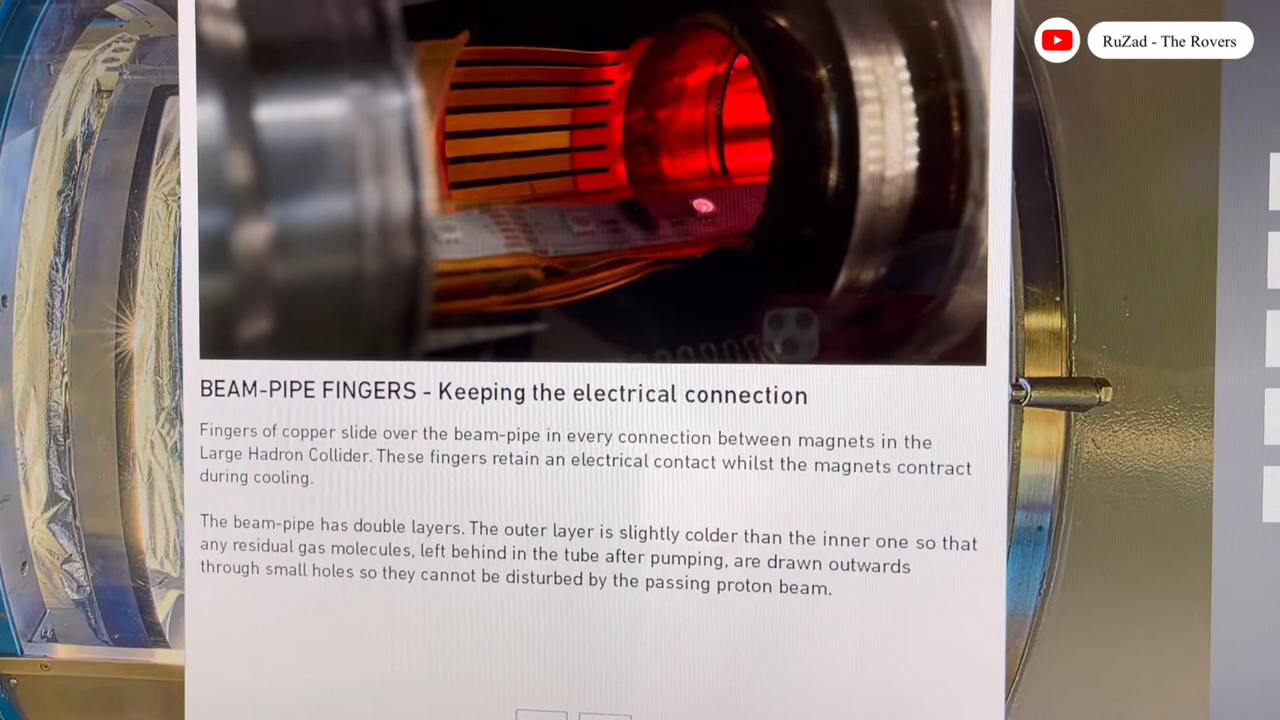 RuZad - The Rovers
BEAM-PIPE FINGERS - Keeping the electrical connection
Fingers of copper slide over the beam-pipe in every connection between magnets in the
Large Hadron Collider. These fingers retain an electrical contact whilst the magnets contract
during cooling.
The beam-pipe has double layers. The outer layer is slightly colder than the inner one so that
any residual gas molecules, left behind in the tube after pumping, are drawn outwards
through small holes so they cannot be disturbed by the passing proton beam.